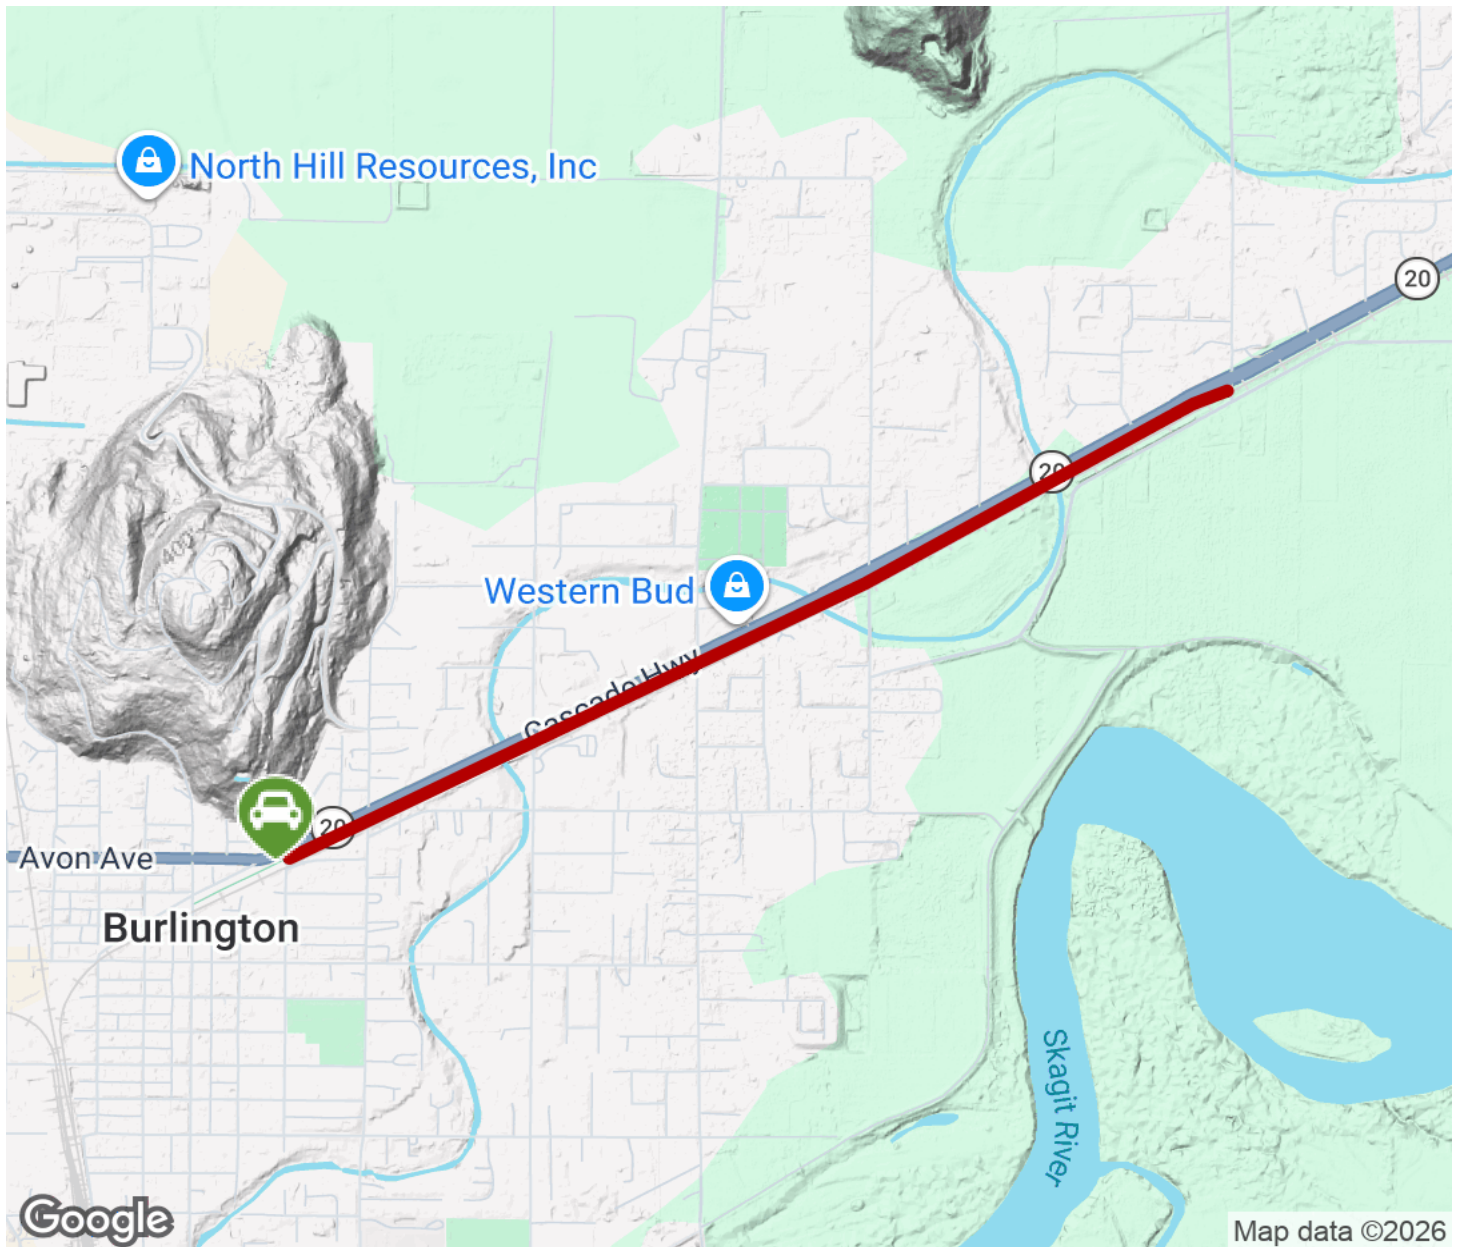 North Hill Resources, Inc
20
400
20
Western Bud
Cascade Hwy
20
Avon Ave
Burlington
Skagit River
Google
Map data ©2026